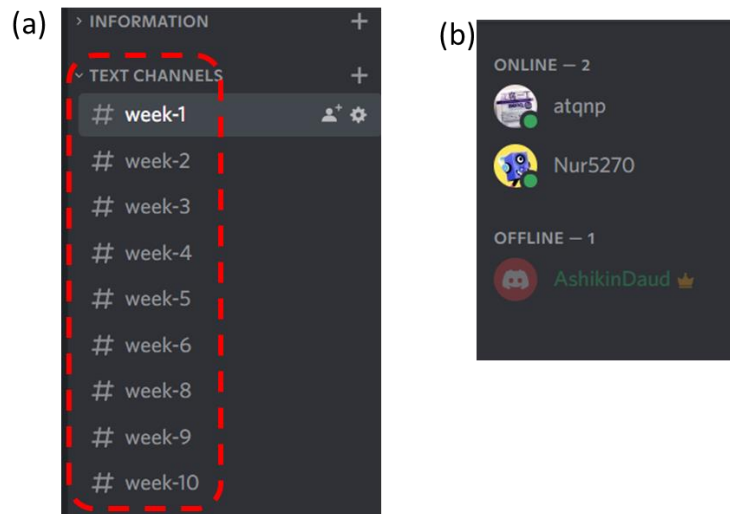 (a)
> INFORMATION +
TEXT CHANNELS +
# week-1
# week-2
# week-3
# week-4
# week-5
# week-6
# week-8
# week-9
# week-10
(b)
ONLINE — 2
atqnp
Nur5270
OFFLINE — 1
AshikinDaud